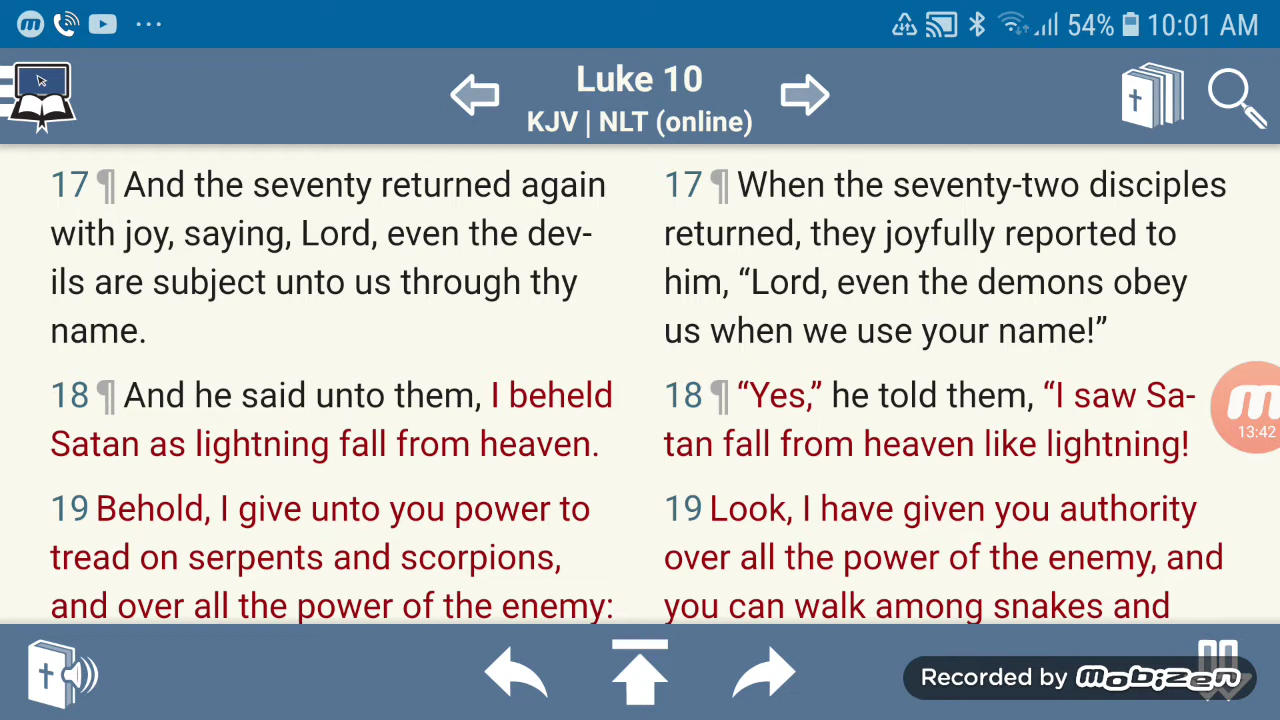 54% 10:01 AM
Luke 10
KJV | NLT (online)
17 ¶ And the seventy returned again
with joy, saying, Lord, even the dev-
ils are subject unto us through thy
name.
18 ¶ And he said unto them, I beheld
Satan as lightning fall from heaven.
19 Behold, I give unto you power to
tread on serpents and scorpions,
and over all the power of the enemy:
17 ¶ When the seventy-two disciples
returned, they joyfully reported to
him, “Lord, even the demons obey
us when we use your name!”
18 ¶ “Yes,” he told them, “I saw Sa-
tan fall from heaven like lightning!
19 Look, I have given you authority
over all the power of the enemy, and
you can walk among snakes and
m
13:42
Recorded by mobizen